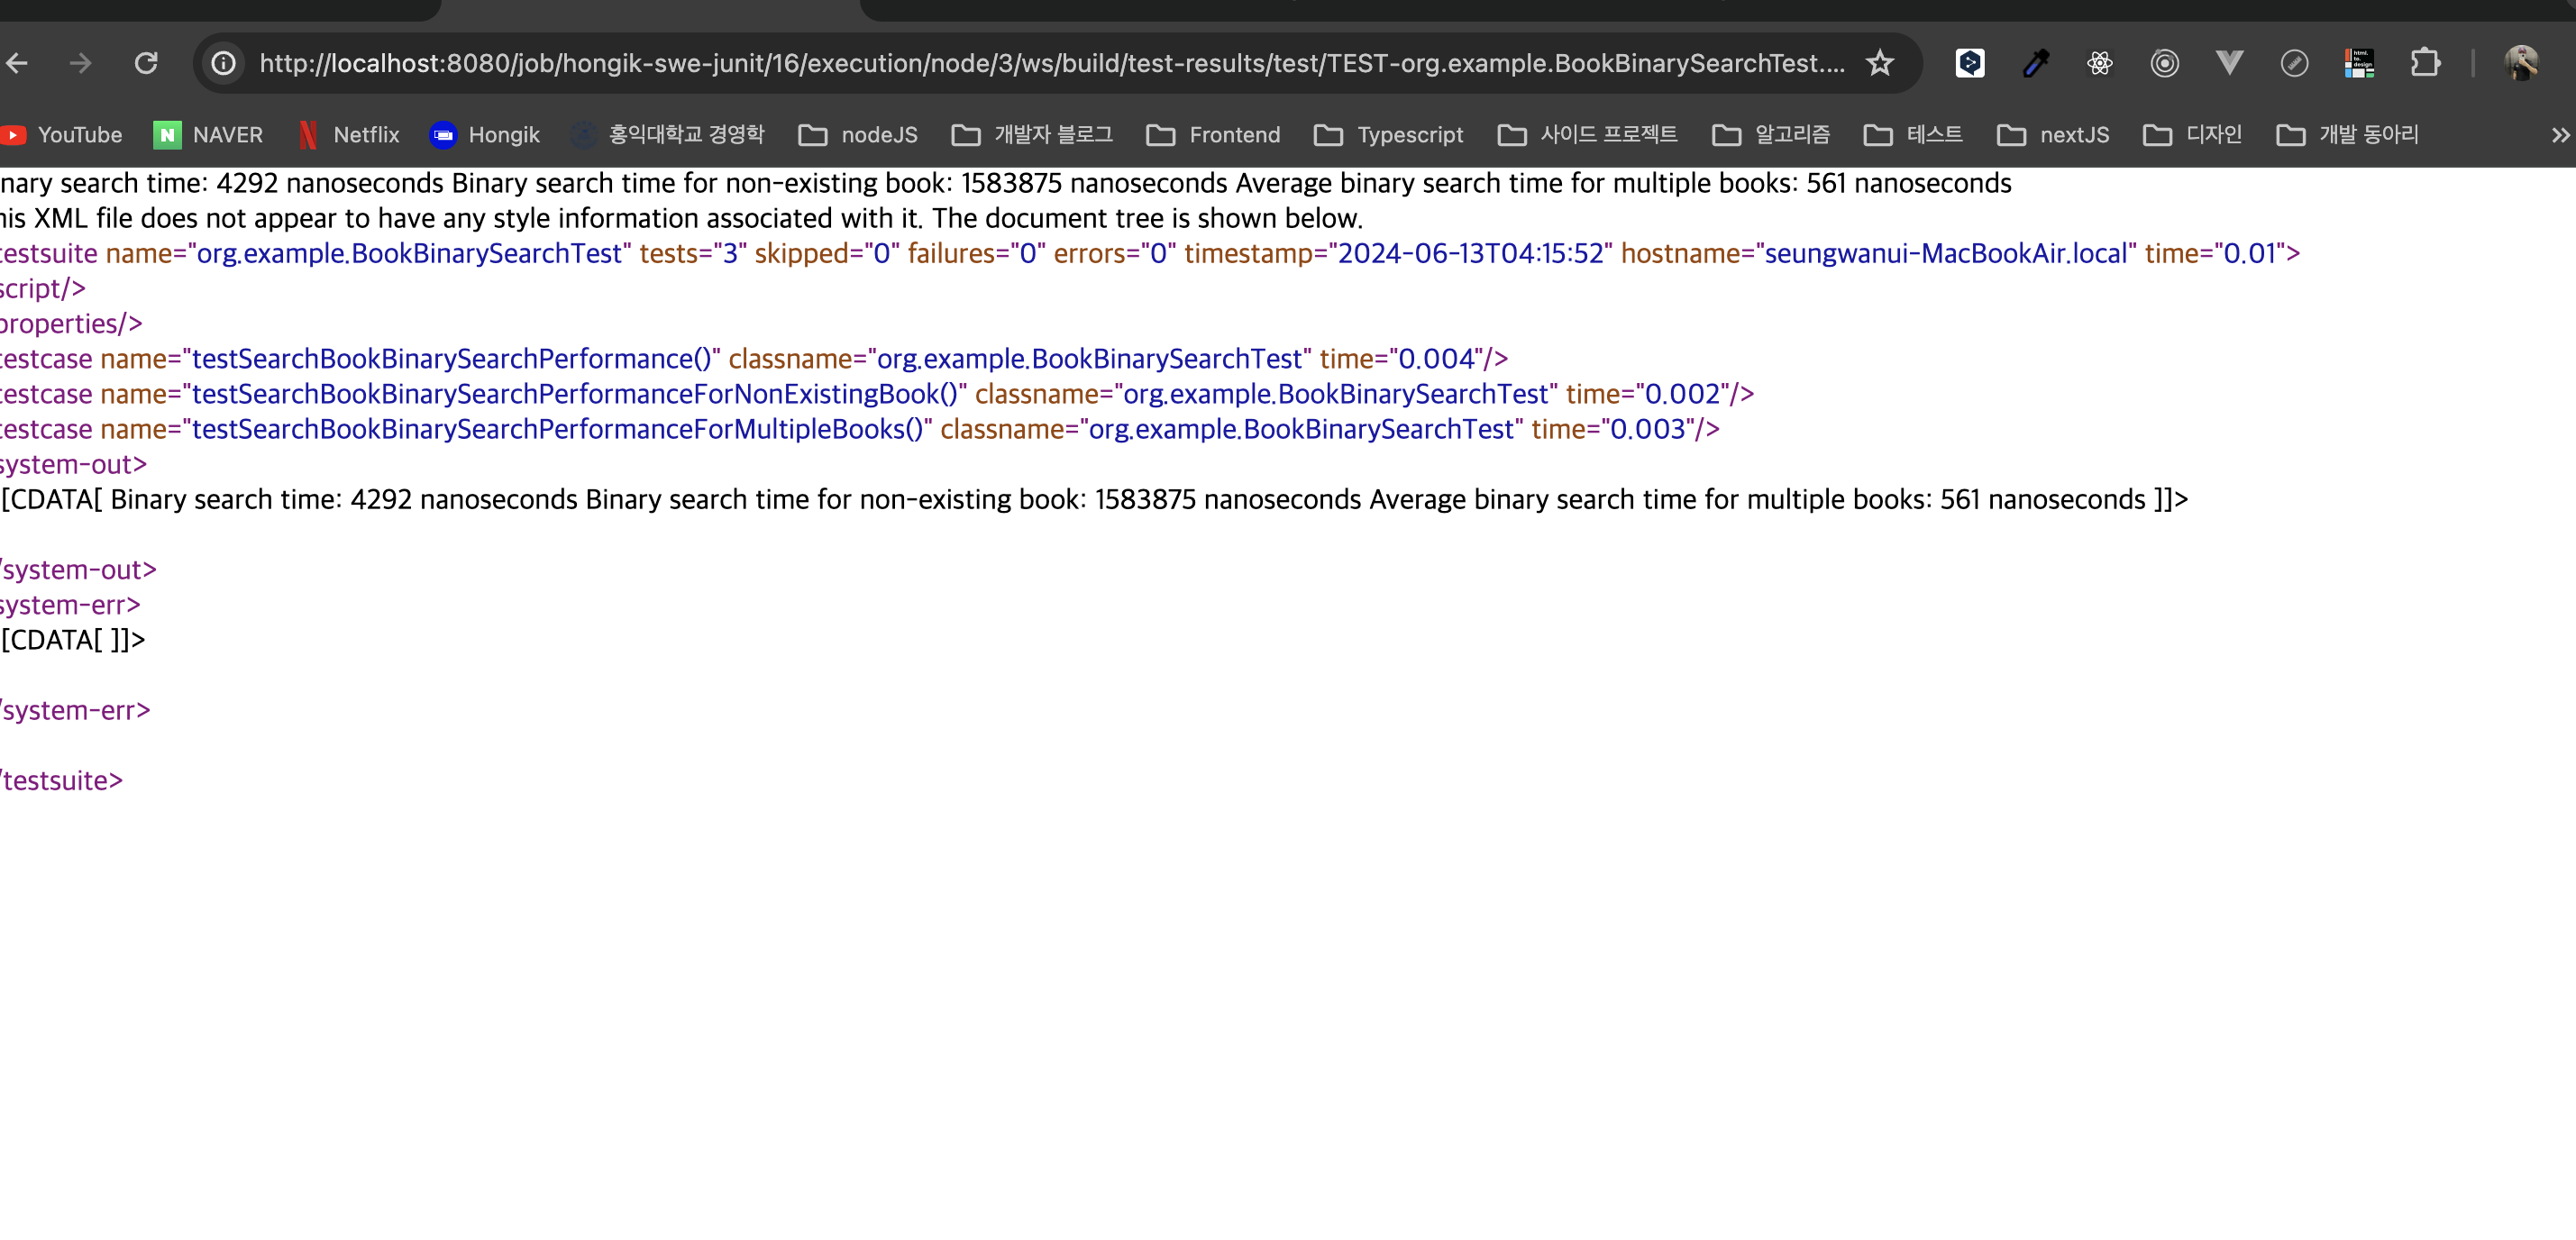 http://localhost:8080/job/hongik-swe-junit/16/execution/node/3/ws/build/test-results/test/TEST-org.example.BookBinarySearchTest....
YouTube NAVER Netflix Hongik 홍익대학교 경영학 nodeJS 개발자 블로그 Frontend Typescript 사이드 프로젝트 알고리즘 테스트 nextJS 디자인 개발 동아리 »
nary search time: 4292 nanoseconds Binary search time for non-existing book: 1583875 nanoseconds Average binary search time for multiple books: 561 nanoseconds
his XML file does not appear to have any style information associated with it. The document tree is shown below.
testsuite name="org.example.BookBinarySearchTest" tests="3" skipped="0" failures="0" errors="0" timestamp="2024-06-13T04:15:52" hostname="seungwanui-MacBookAir.local" time="0.01">
script/>
properties/>
testcase name="testSearchBookBinarySearchPerformance()" classname="org.example.BookBinarySearchTest" time="0.004"/>
testcase name="testSearchBookBinarySearchPerformanceForNonExistingBook()" classname="org.example.BookBinarySearchTest" time="0.002"/>
testcase name="testSearchBookBinarySearchPerformanceForMultipleBooks()" classname="org.example.BookBinarySearchTest" time="0.003"/>
system-out>
[CDATA[ Binary search time: 4292 nanoseconds Binary search time for non-existing book: 1583875 nanoseconds Average binary search time for multiple books: 561 nanoseconds ]]>
/system-out>
system-err>
[CDATA[ ]]>
/system-err>
/testsuite>